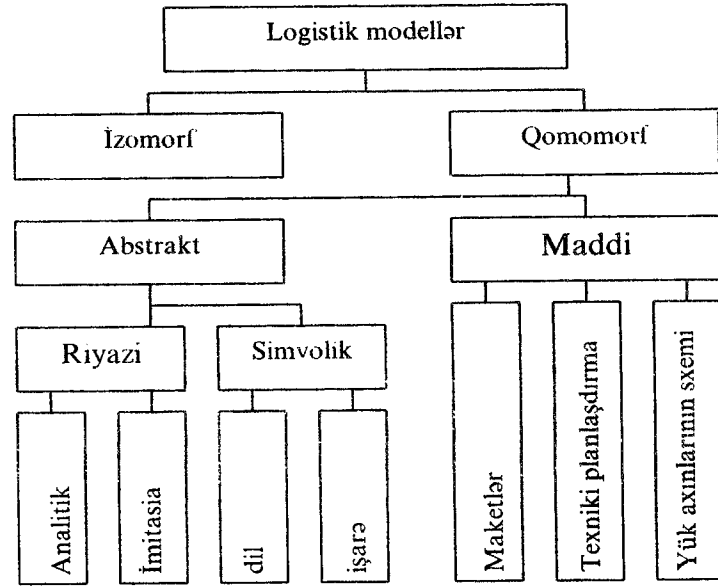 Logistik modellər
İzomorf
Qomomorf
Abstrakt
Maddi
Riyazi
Simvolik
Analitik
İmitasia
dil
işarə
Maketlər
Texniki planlaşdırma
Yük axınlarının sxemi